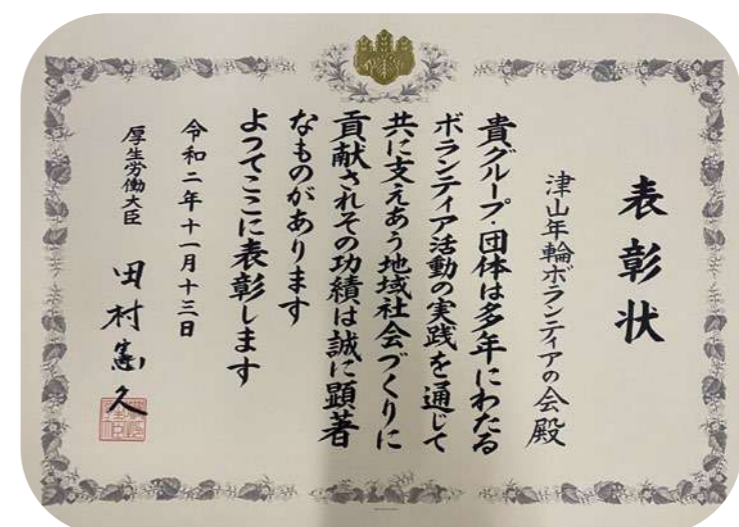 表彰状
津山年輪ボランティアの会殿
貴グループ・団体は多年にわたる
ボランティア活動の実践を通じて
共に支えあう地域社会づくりに
貢献されその功績は誠に顕著
なものがあります
よってここに表彰します
令和二年十一月十三日
厚生労働大臣 田村憲久